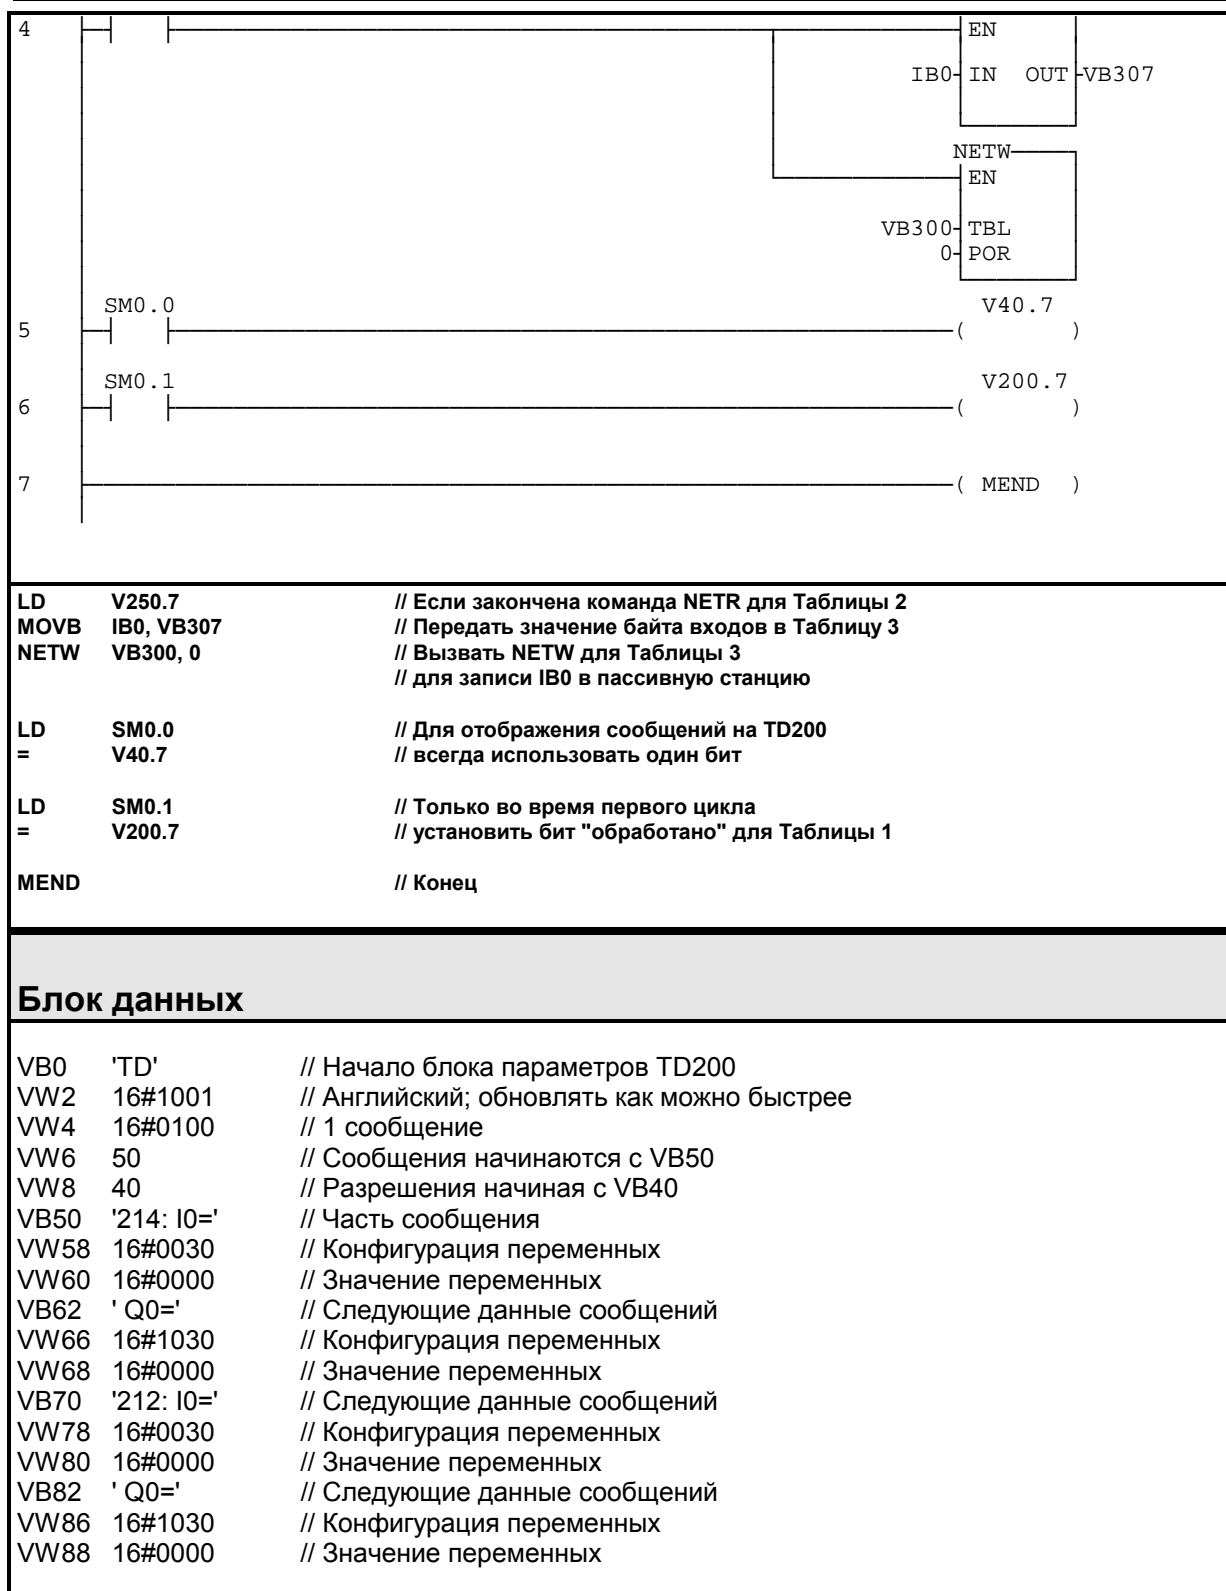 4 EN
IB0 IN OUT VB307
NETW
EN
VB300 TBL
0 POR
SM0.0 V40.7
5 ( )
SM0.1 V200.7
6 ( )
7 ( MEND )
LD V250.7 // Если закончена команда NETR для Таблицы 2
MOVB IB0, VB307 // Передать значение байта входов в Таблицу 3
NETW VB300, 0 // Вызвать NETW для Таблицы 3
// для записи IB0 в пассивную станцию
LD SM0.0 // Для отображения сообщений на TD200
= V40.7 // всегда использовать один бит
LD SM0.1 // Только во время первого цикла
= V200.7 // установить бит "обработано" для Таблицы 1
MEND // Конец
Блок данных
VB0 'TD' // Начало блока параметров TD200
VW2 16#1001 // Английский; обновлять как можно быстрее
VW4 16#0100 // 1 сообщение
VW6 50 // Сообщения начинаются с VB50
VW8 40 // Разрешения начиная с VB40
VB50 '214: I0=' // Часть сообщения
VW58 16#0030 // Конфигурация переменных
VW60 16#0000 // Значение переменных
VB62 ' Q0=' // Следующие данные сообщений
VW66 16#1030 // Конфигурация переменных
VW68 16#0000 // Значение переменных
VB70 '212: I0=' // Следующие данные сообщений
VW78 16#0030 // Конфигурация переменных
VW80 16#0000 // Значение переменных
VB82 ' Q0=' // Следующие данные сообщений
VW86 16#1030 // Конфигурация переменных
VW88 16#0000 // Значение переменных